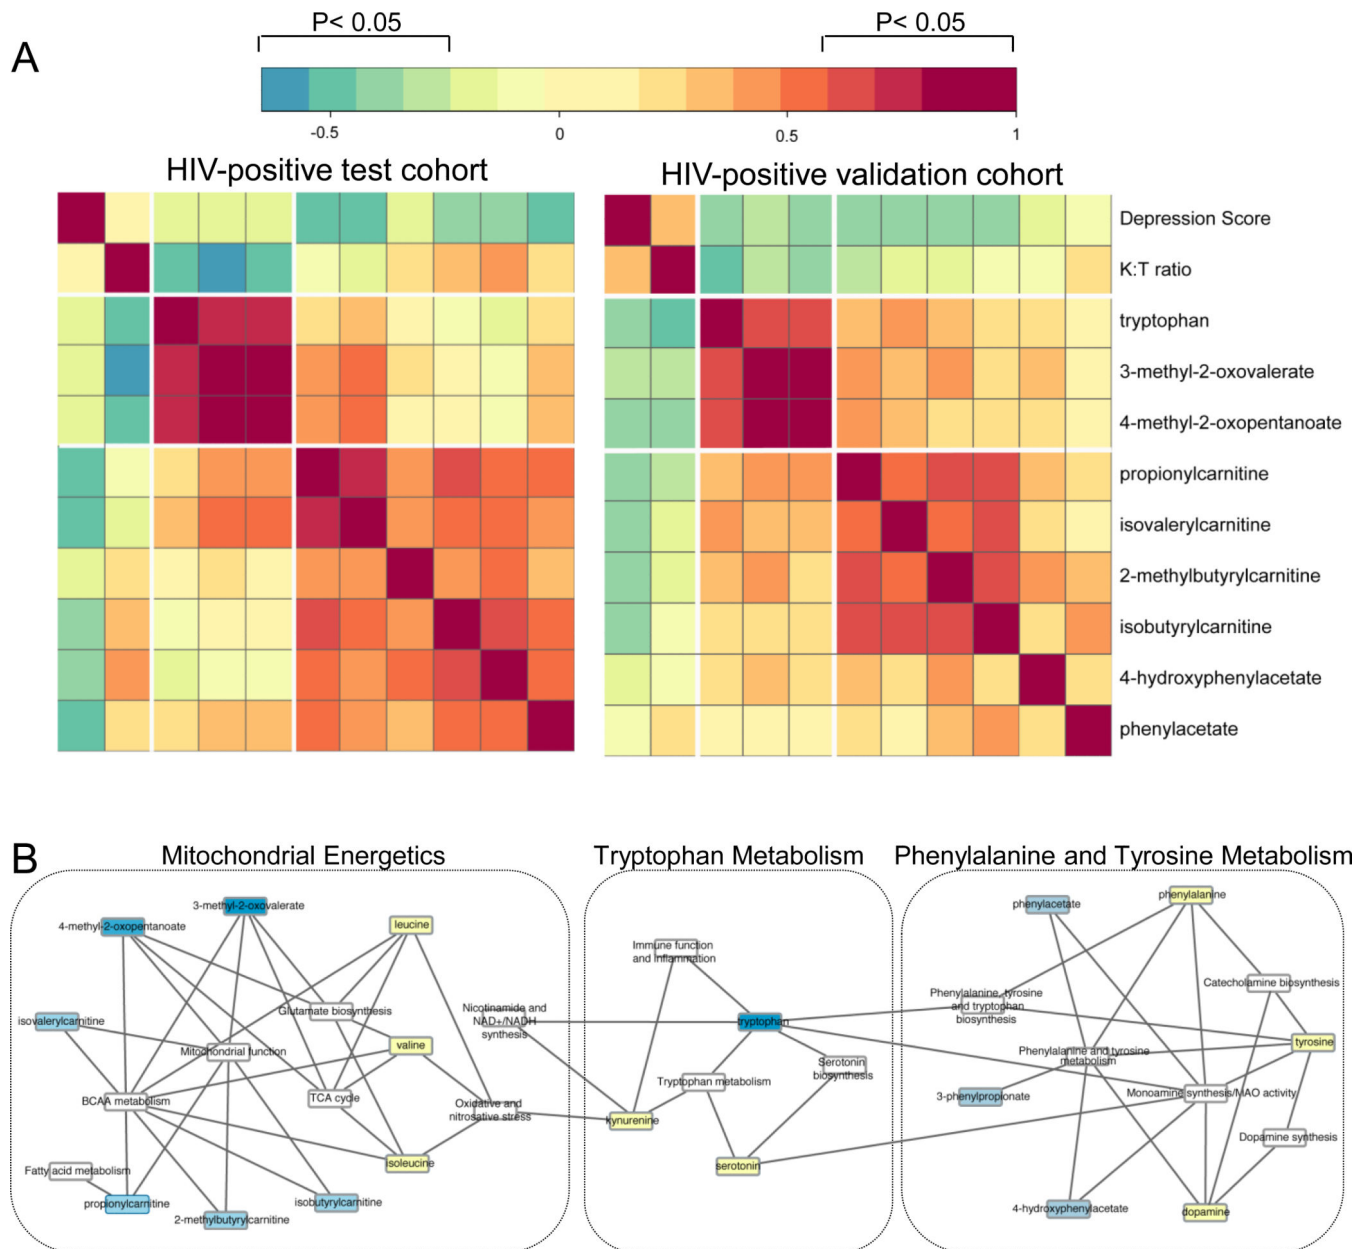 P< 0.05
P< 0.05
A
-0.5
0
0.5
1
HIV-positive test cohort
HIV-positive validation cohort
Depression Score
K:T ratio
tryptophan
3-methyl-2-oxovalerate
4-methyl-2-oxopentanoate
propionylcarnitine
isovalerylcarnitine
2-methylbutyrylcarnitine
isobutyrylcarnitine
4-hydroxyphenylacetate
phenylacetate
B
Mitochondrial Energetics
Tryptophan Metabolism
Phenylalanine and Tyrosine Metabolism
3-methyl-2-oxovalerate
4-methyl-2-oxopentanoate
leucine
Glutamate biosynthesis
isovalerylcarnitine
Mitochondrial function
valine
BCAA metabolism
TCA cycle
Nicotinamide and
NAD+/NADH
synthesis
Oxidative and
nitrosative stress
Fatty acid metabolism
isoleucine
propionylcarnitine
2-methylbutyrylcarnitine
isobutyrylcarnitine
Immune function
and inflammation
tryptophan
Serotonin
biosynthesis
Tryptophan metabolism
kynurenine
serotonin
phenylacetate
phenylalanine
Catecholamine biosynthesis
Phenylalanine, tyrosine
and tryptophan
biosynthesis
tyrosine
Phenylalanine and tyrosine
metabolism
3-phenylpropionate
Monoamine synthesis/MAO activity
Dopamine synthesis
4-hydroxyphenylacetate
dopamine